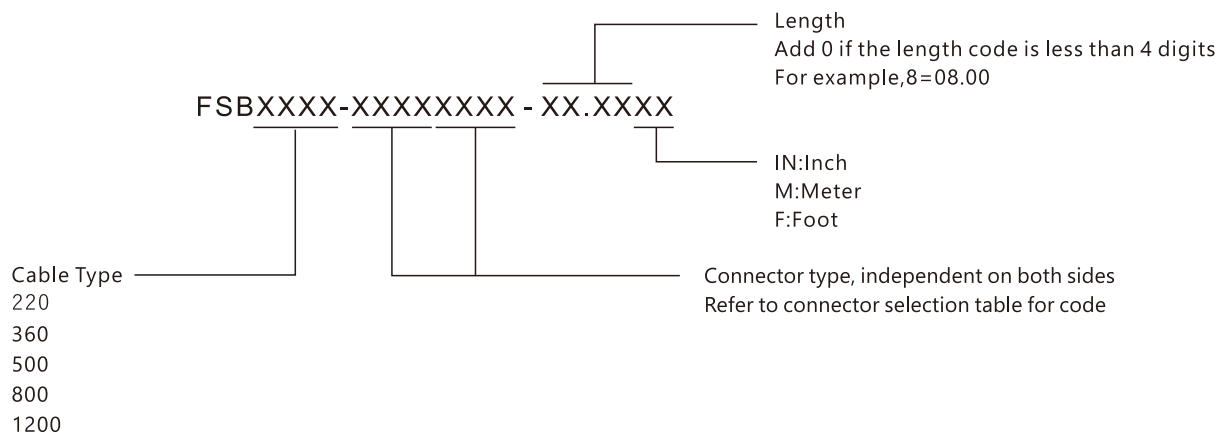 Length
Add 0 if the length code is less than 4 digits
For example,8=08.00
FSBXXXX-XXXXXXXX-XX.XXXX
IN:Inch
M:Meter
F:Foot
Cable Type
220
360
500
800
1200
Connector type, independent on both sides
Refer to connector selection table for code